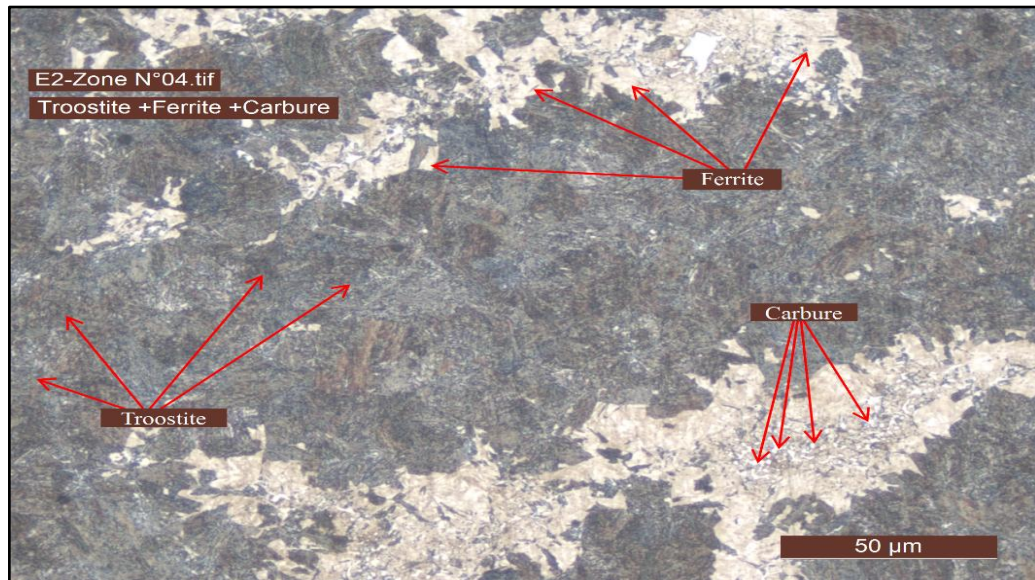 E2-Zone N°04.tif
Troostite +Ferrite +Carbure
Ferrite
Carbure
Troostite
50 µm